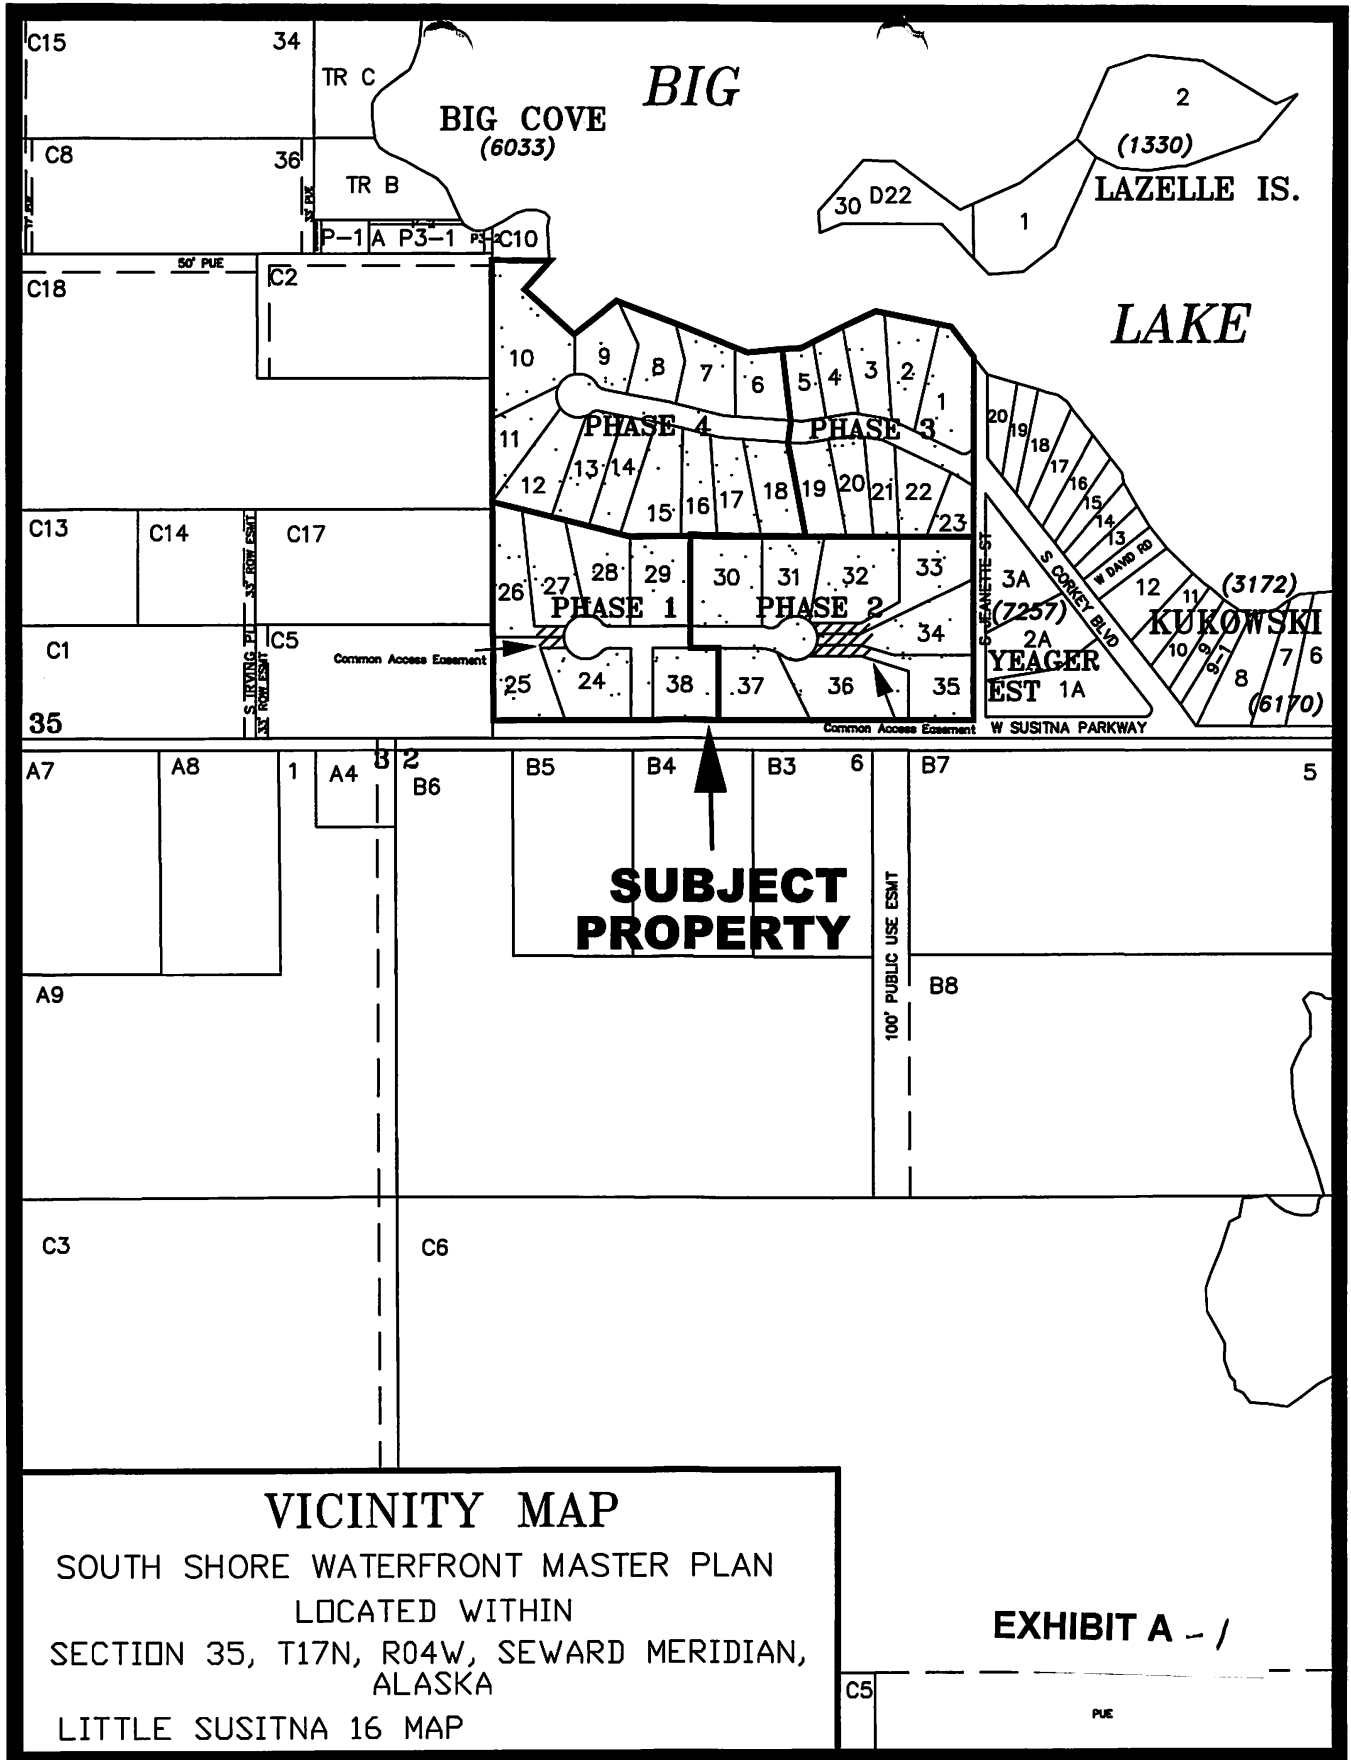 C15
34
TR C
BIG
BIG COVE
(6033)
2
(1330)
LAZELLE IS.
C8
36
33' PUE
TR B
30
D22
1
P-1
A
P3-1
C10
50' PUE
C18
C2
LAKE
10
9
8
7
6
5
4
3
2
1
PHASE 4
PHASE 3
11
12
13
14
15
16
17
18
19
20
21
22
23
20
19
18
17
16
15
14
13
W DAVID RD
12
11
10
9
9-1
8
7
6
(3172)
KUKOWSKI
(6170)
C13
C14
33' ROW ESMT
C17
26
27
28
29
30
31
32
33
PHASE 1
PHASE 2
34
S JEANETTE ST
S CORKEY BLVD
3A
(7257)
2A
YEAGER
EST
1A
C1
S IRVING PL
33' ROW ESMT
C5
Common Access Easement
25
24
38
37
36
35
35
Common Access Easement
W SUSITNA PARKWAY
A7
A8
1
A4
3 2
B6
B5
B4
B3
6
B7
5
SUBJECT
PROPERTY
100' PUBLIC USE ESMT
A9
B8
C3
C6
VICINITY MAP
SOUTH SHORE WATERFRONT MASTER PLAN
LOCATED WITHIN
SECTION 35, T17N, R04W, SEWARD MERIDIAN,
ALASKA
LITTLE SUSITNA 16 MAP
EXHIBIT A - 1
C5
PUE